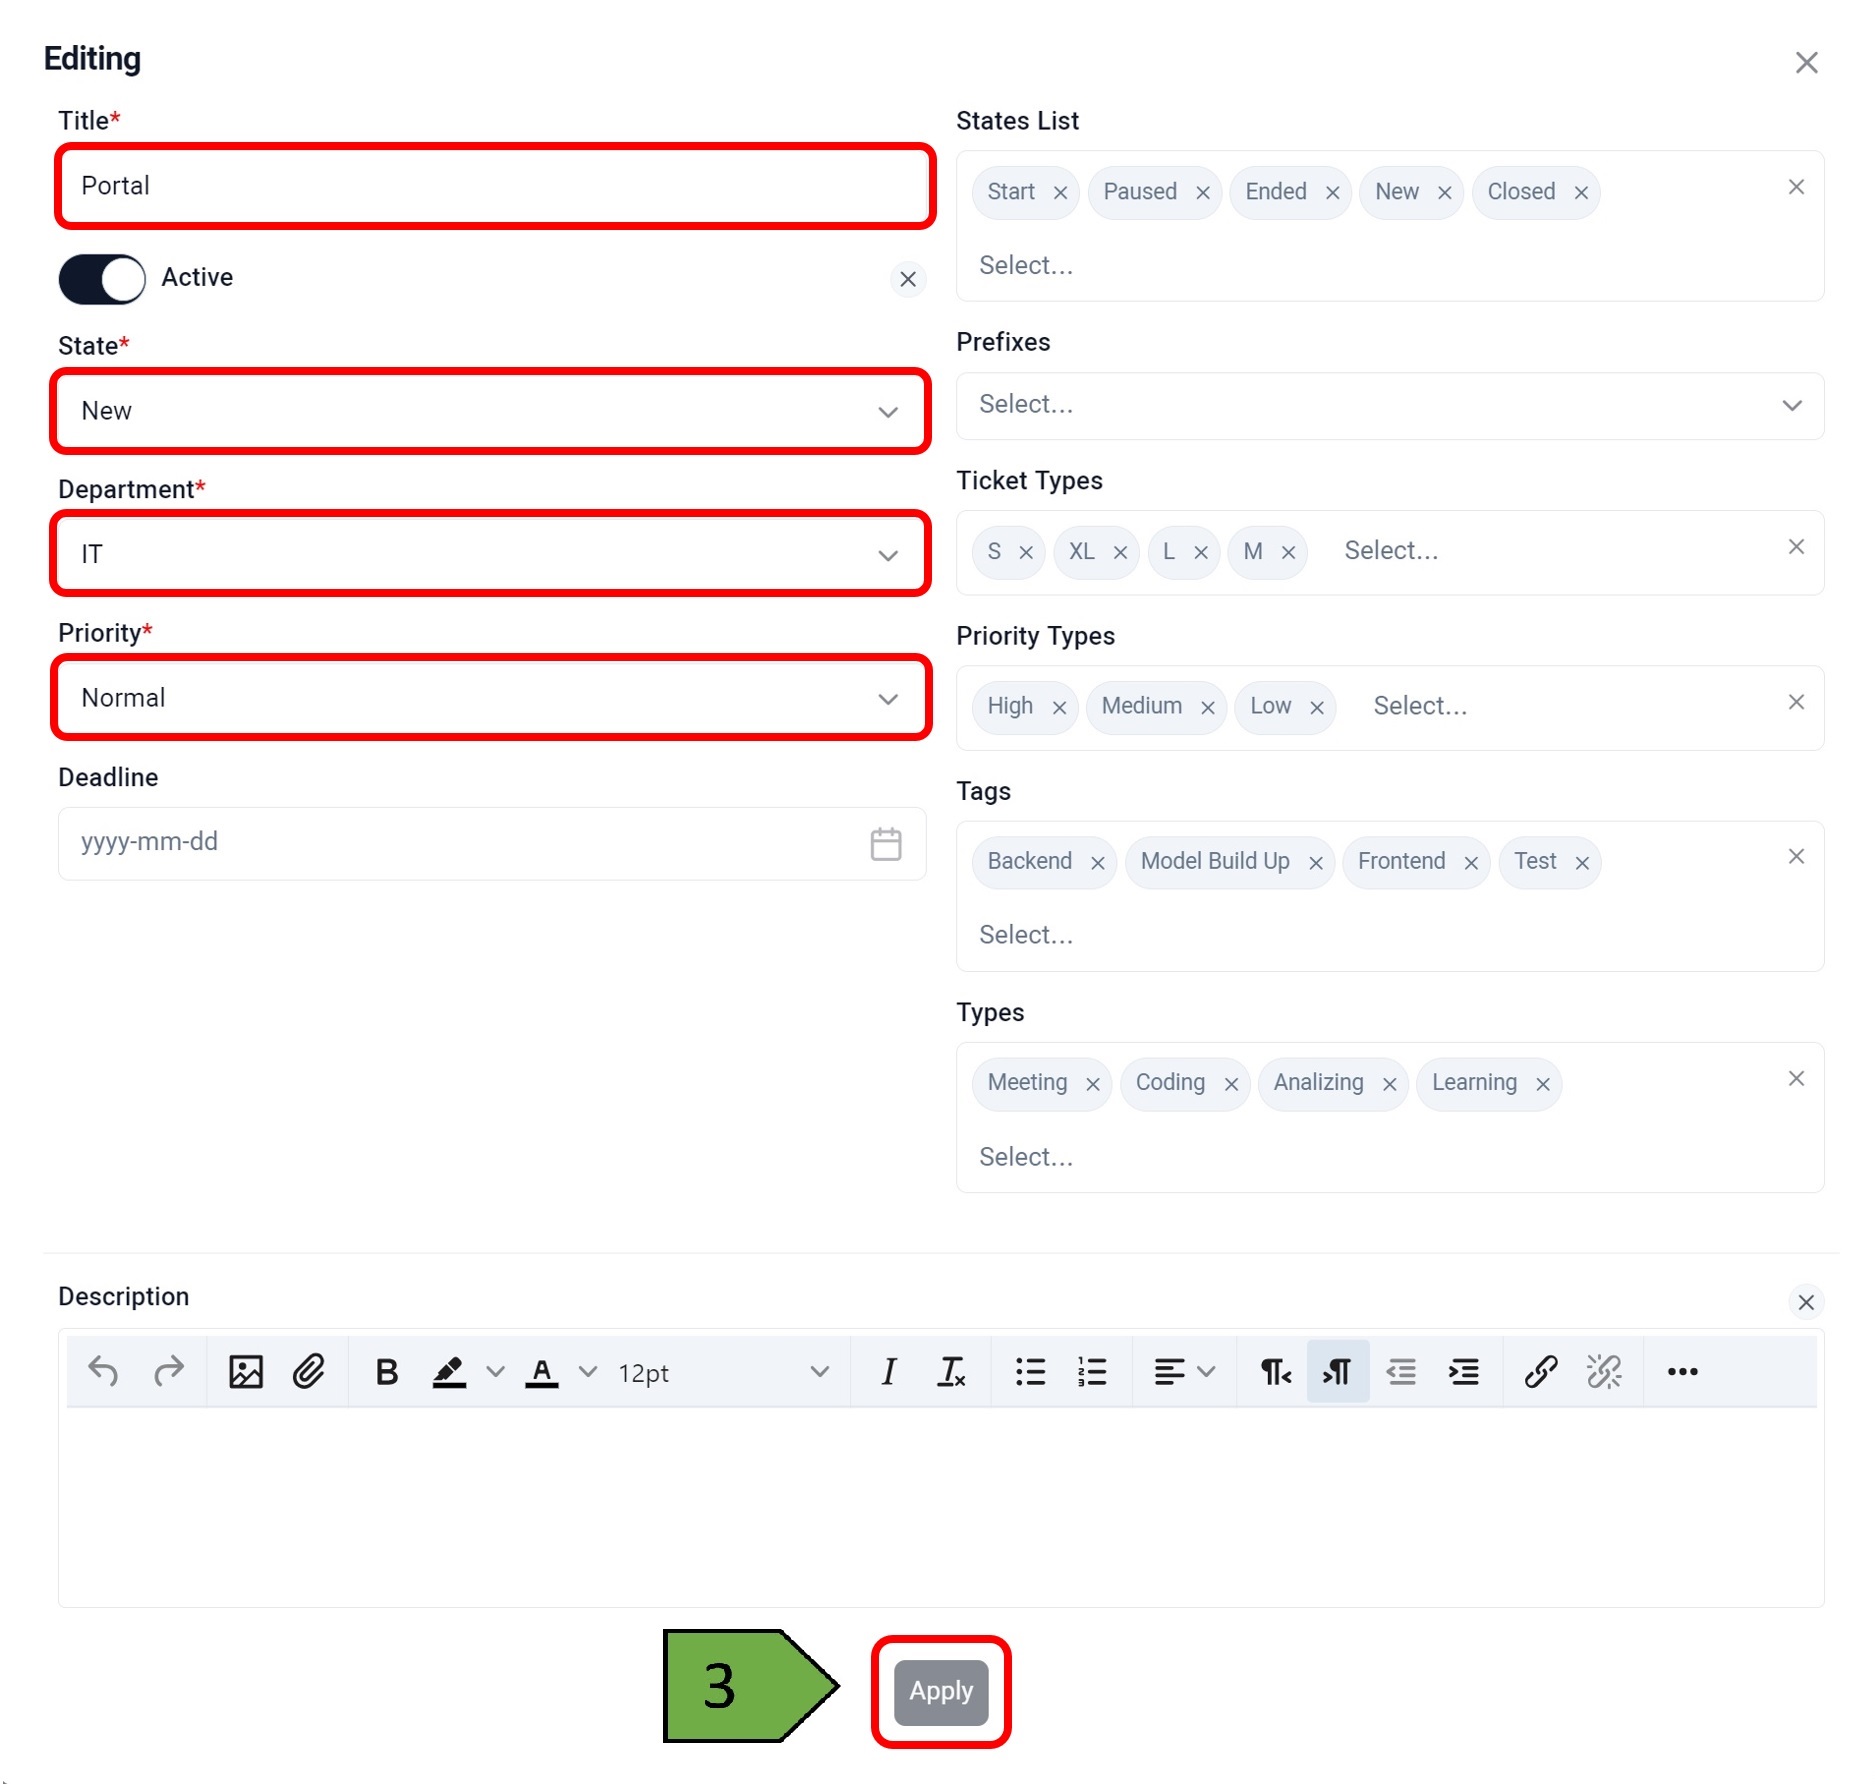 Editing
Title*
Portal
Active
State*
New
Department*
IT
Priority*
Normal
Deadline
yyyy-mm-dd
States List
Start Paused Ended New Closed
Select...
Prefixes
Select...
Ticket Types
S XL L M Select...
Priority Types
High Medium Low Select...
Tags
Backend Model Build Up Frontend Test
Select...
Types
Meeting Coding Analizing Learning
Select...
Description
12pt
3
Apply